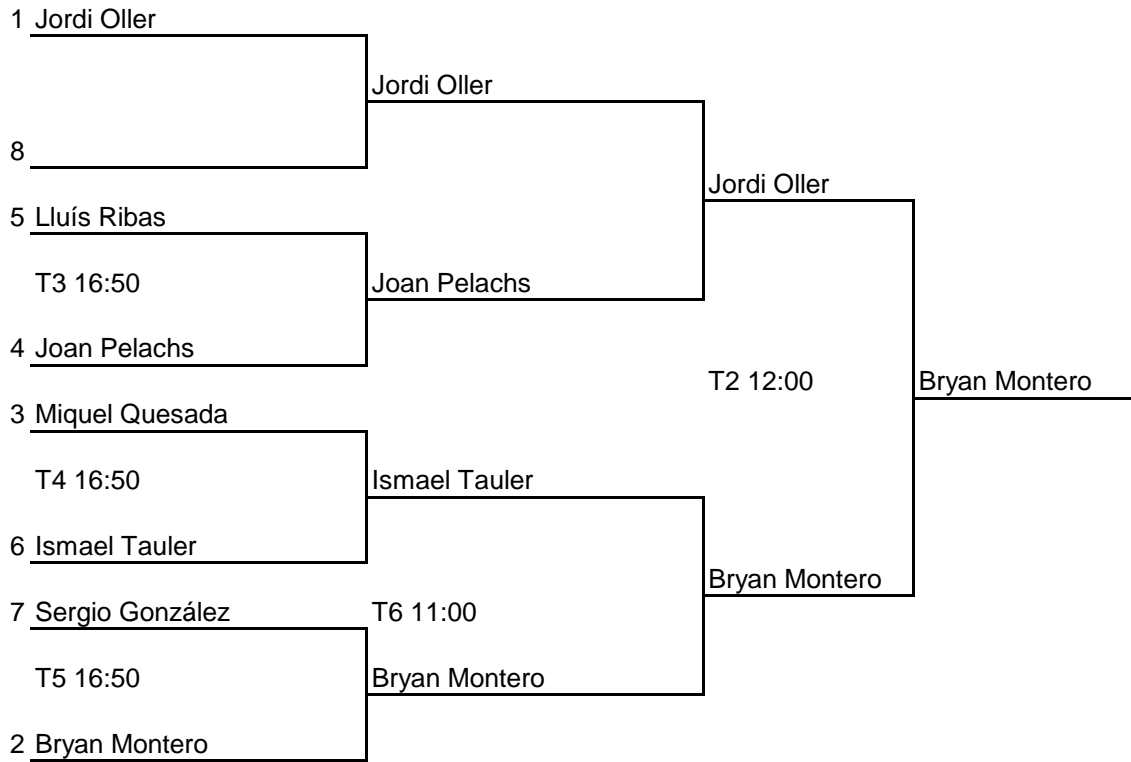 1 Jordi Oller
Jordi Oller
8
Jordi Oller
5 Lluís Ribas
T3 16:50
Joan Pelachs
4 Joan Pelachs
T2 12:00
Bryan Montero
3 Miquel Quesada
T4 16:50
Ismael Tauler
6 Ismael Tauler
Bryan Montero
7 Sergio González
T6 11:00
T5 16:50
Bryan Montero
2 Bryan Montero